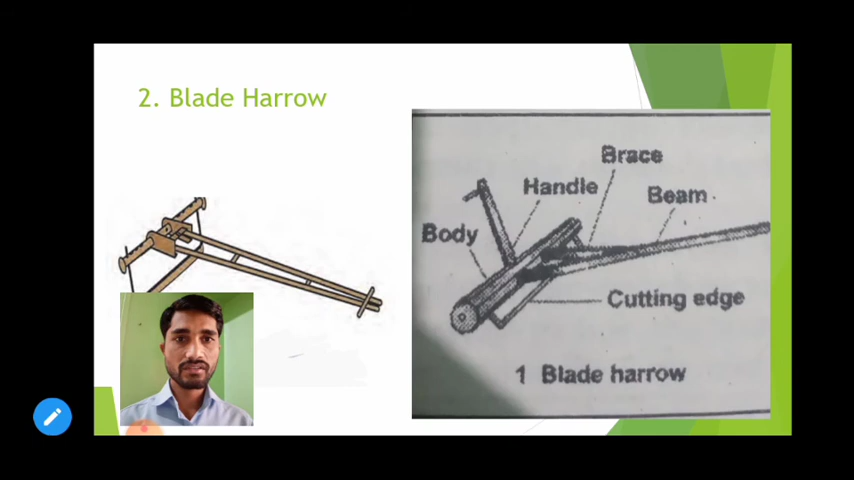 2. Blade Harrow
Brace
Handle
Beam
Body
Cutting edge
1 Blade harrow